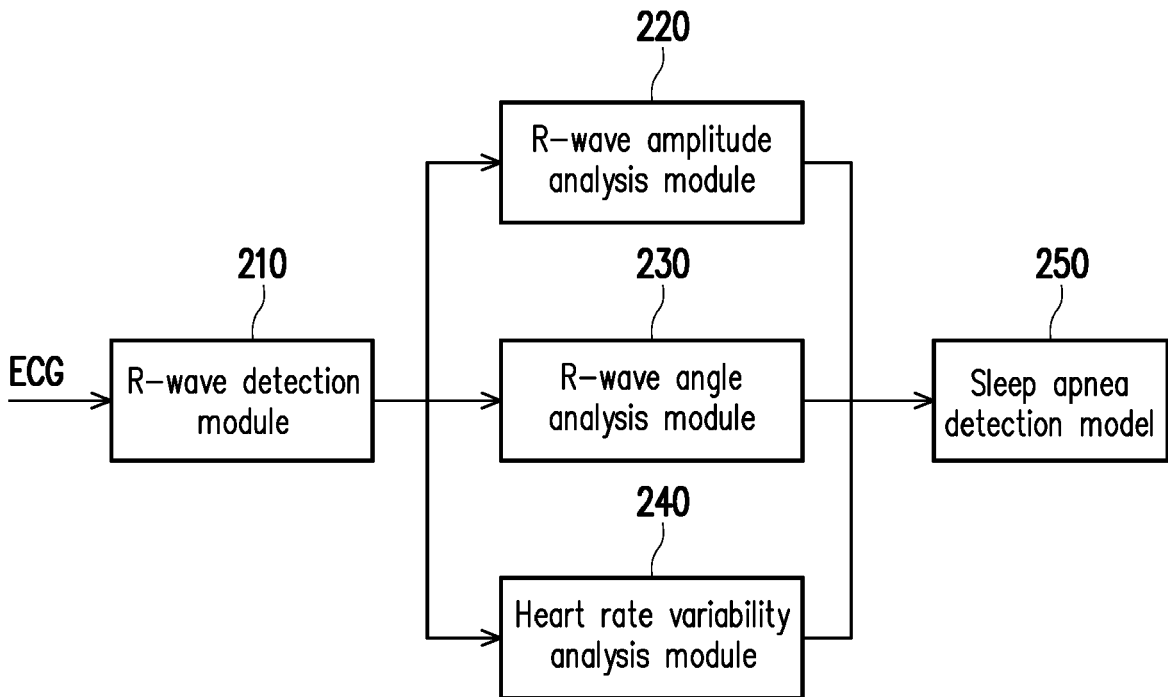 220
R-wave amplitude
analysis module
210
230
250
ECG
R-wave detection
module
R-wave angle
analysis module
Sleep apnea
detection model
240
Heart rate variability
analysis module